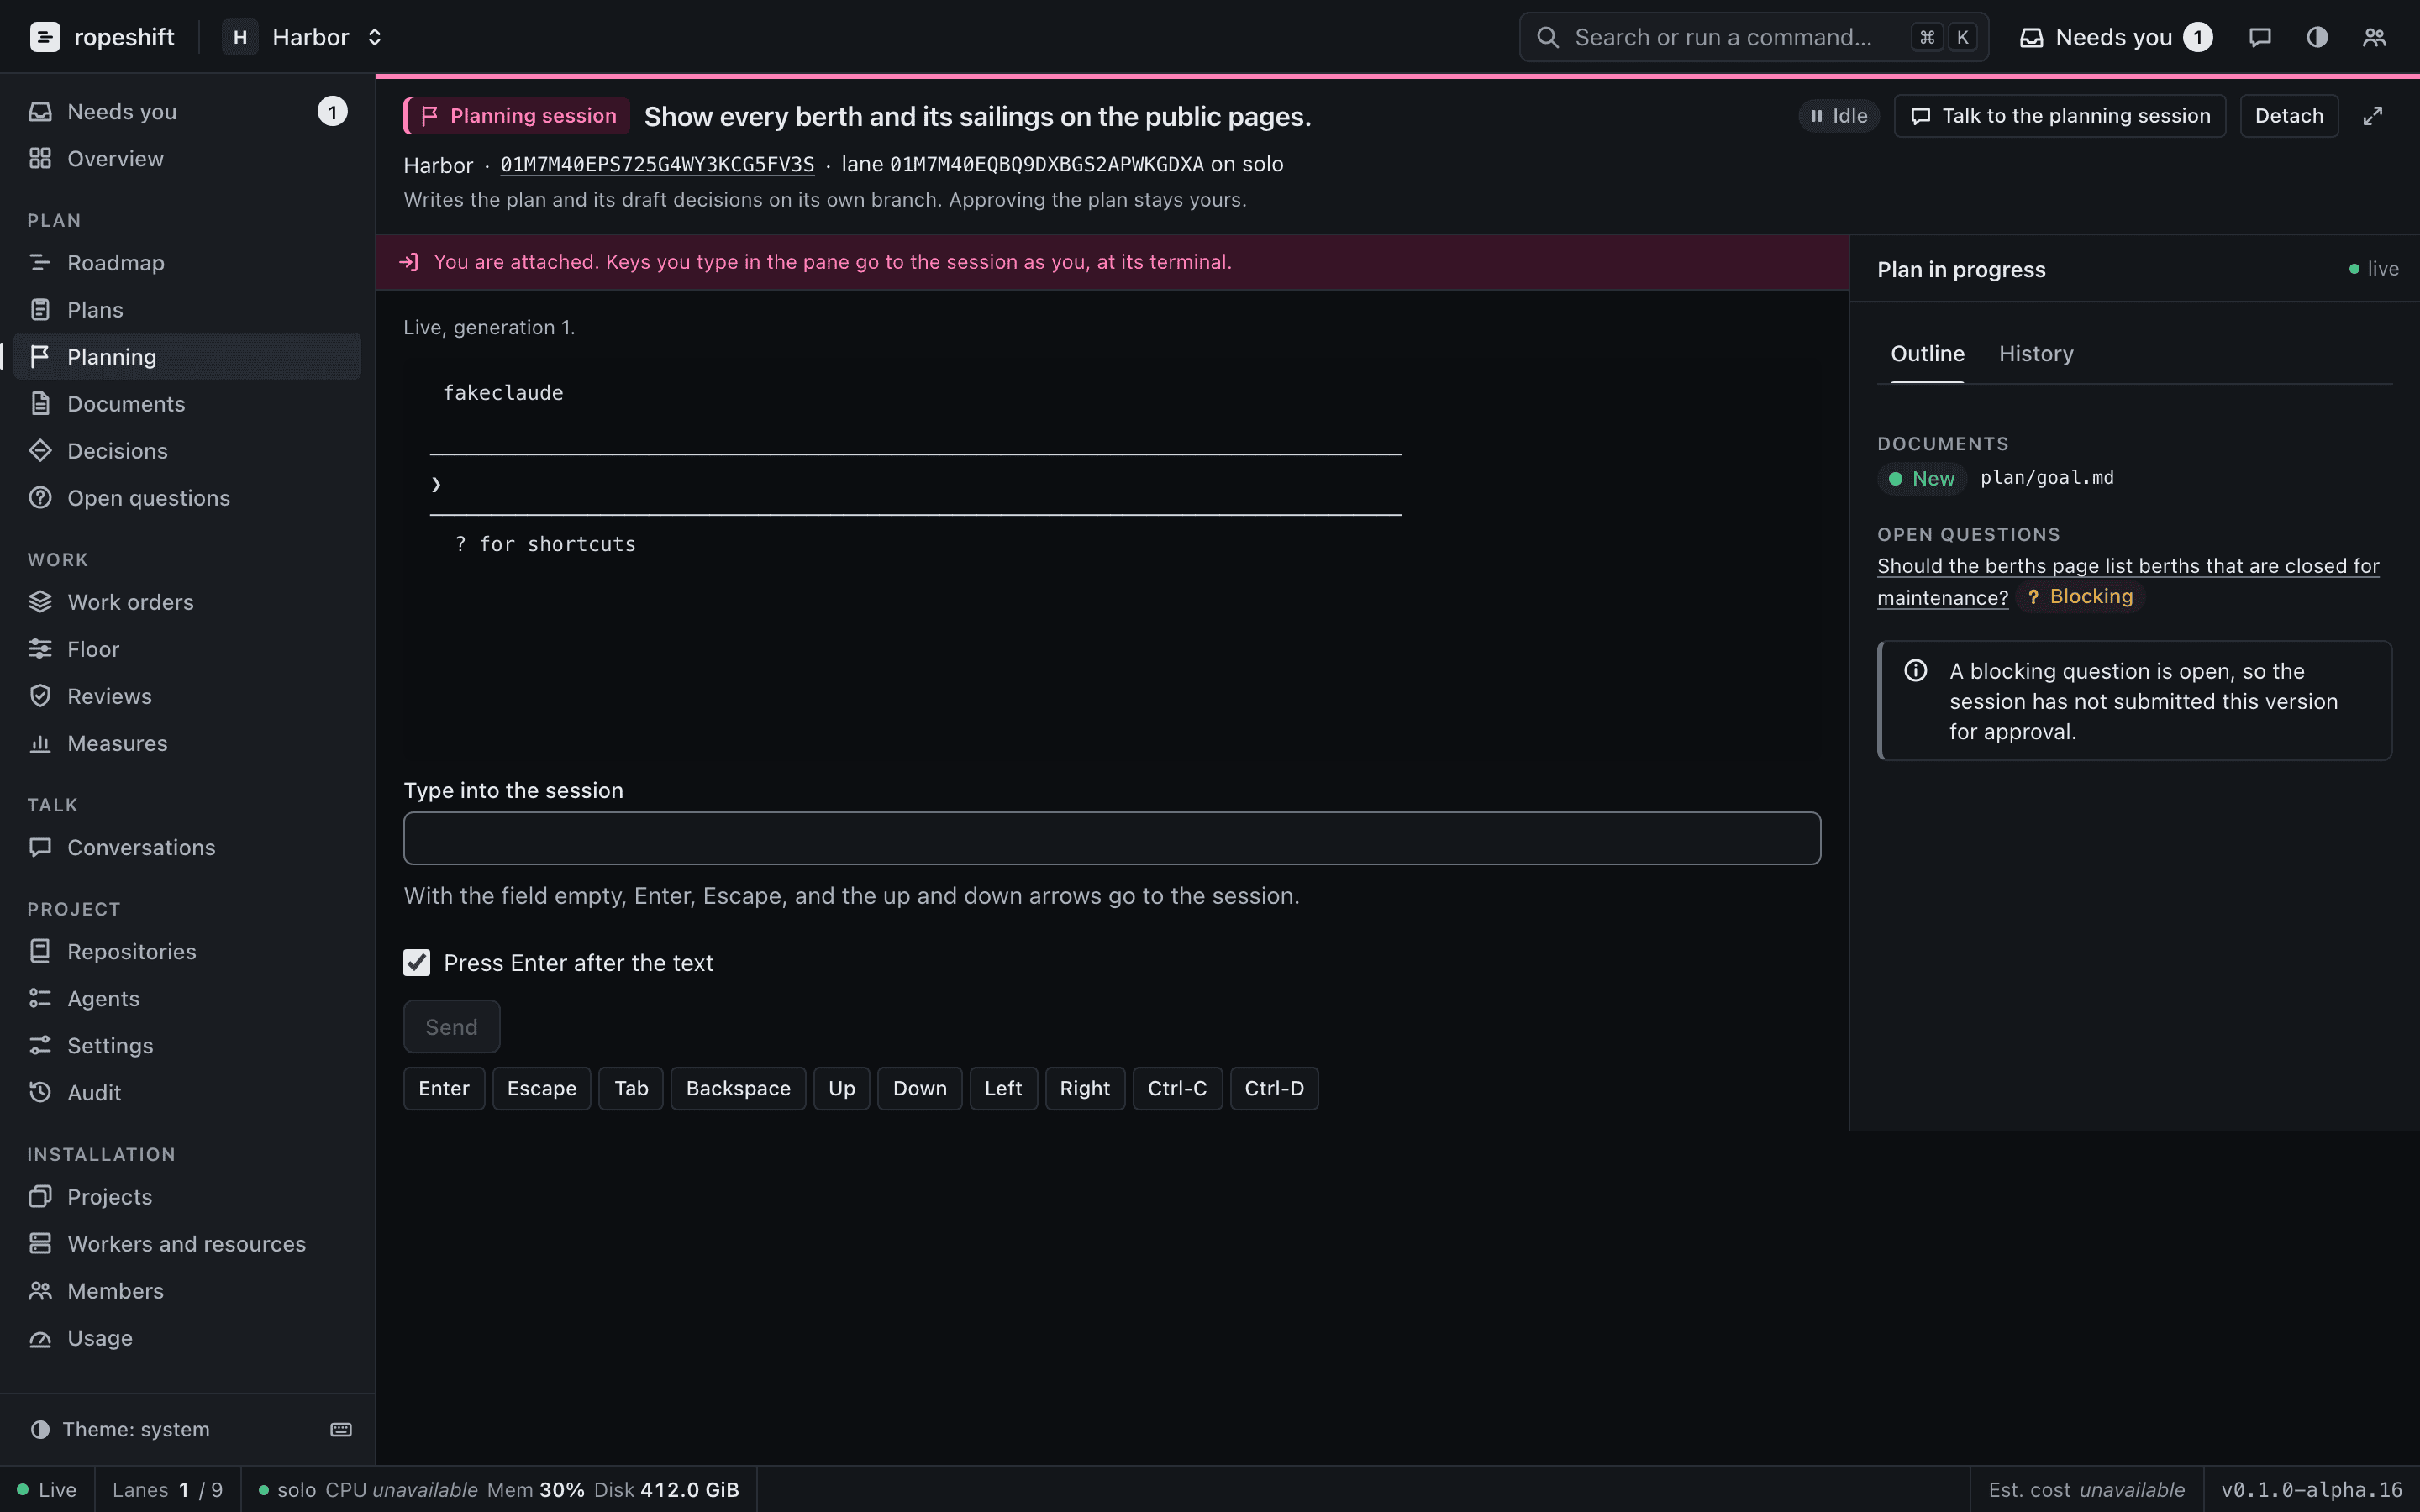 ropeshift
H Harbor
Search or run a command... ⌘ K
Needs you 1
Needs you 1
Overview
PLAN
Roadmap
Plans
Planning
Documents
Decisions
Open questions
WORK
Work orders
Floor
Reviews
Measures
TALK
Conversations
PROJECT
Repositories
Agents
Settings
Audit
INSTALLATION
Projects
Workers and resources
Members
Usage
Theme: system
Planning session Show every berth and its sailings on the public pages.
Idle Talk to the planning session Detach
Harbor · 01M7M40EPS725G4WY3KCG5FV3S · lane 01M7M40EQBQ9DXBGS2APWKGDXA on solo
Writes the plan and its draft decisions on its own branch. Approving the plan stays yours.
You are attached. Keys you type in the pane go to the session as you, at its terminal.
Live, generation 1.
fakeclaude
❯
? for shortcuts
Type into the session
With the field empty, Enter, Escape, and the up and down arrows go to the session.
Press Enter after the text
Send
Enter Escape Tab Backspace Up Down Left Right Ctrl-C Ctrl-D
Plan in progress live
Outline History
DOCUMENTS
New plan/goal.md
OPEN QUESTIONS
Should the berths page list berths that are closed for
maintenance? ? Blocking
A blocking question is open, so the
session has not submitted this version
for approval.
Live Lanes 1 / 9 solo CPU unavailable Mem 30% Disk 412.0 GiB
Est. cost unavailable v0.1.0-alpha.16